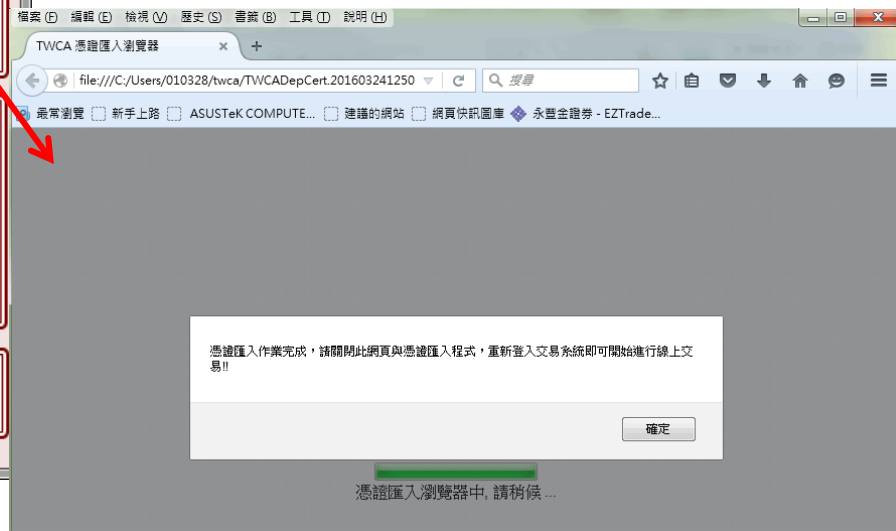 檔案(F) 編輯(E) 檢視(V) 歷史(S) 書籤(B) 工具(T) 說明(H)
TWCA 憑證匯入瀏覽器
file:///C:/Users/010328/twca/TWCADepCert.201603241250 搜尋
最常瀏覽 新手上路 ASUSTeK COMPUTE... 建議的網站 網頁快訊圖庫 永豐金證券 - EZTrade...
憑證匯入作業完成，請關閉此網頁與憑證匯入程式，重新登入交易系統即可開始進行線上交
易!!
確定
憑證匯入瀏覽器中, 請稍候 ...